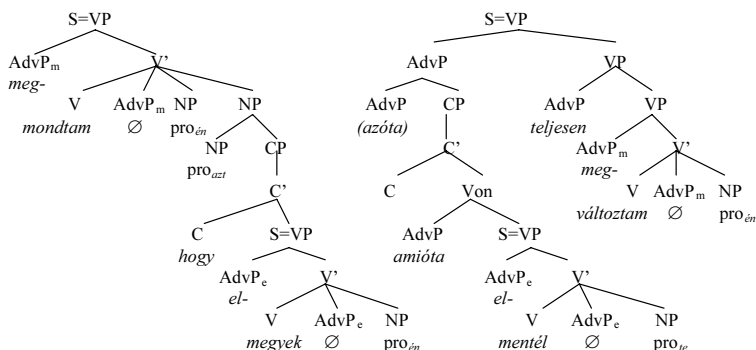 S=VP S=VP
AdvPm V' AdvP VP
meg-
V AdvPm NP NP AdvP CP AdvP VP
mondtam ∅ proén (azóta) teljesen
NP CP C' AdvPm V'
proazt meg-
C' C Von V AdvPm NP
változtam ∅ proén
C S=VP AdvP S=VP
hogy amióta
AdvPe V' AdvPe V'
el- el-
V AdvPe NP V AdvPe NP
megyek ∅ proén mentél ∅ prote